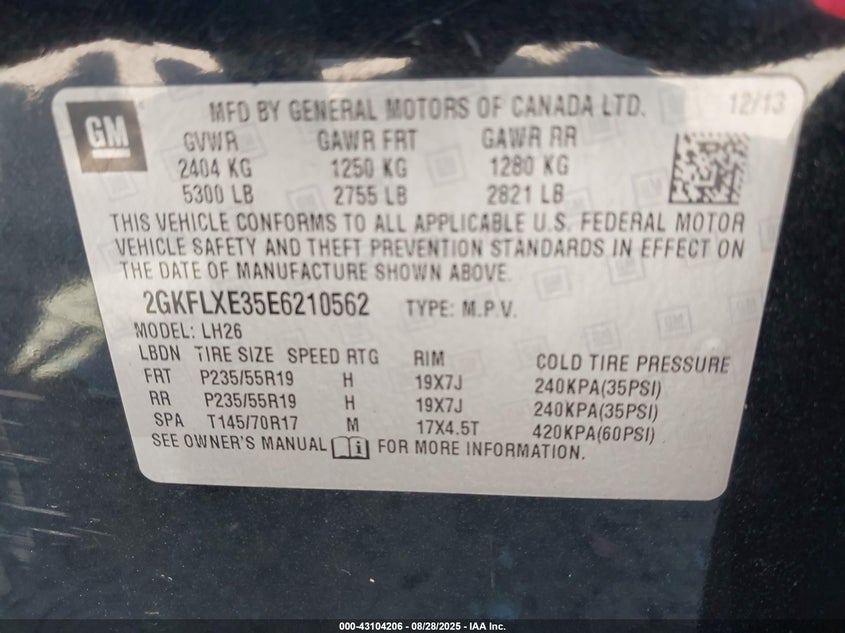 GM
MFD BY GENERAL MOTORS OF CANADA LTD. 12/13
GVWR GAWR FRT GAWR RR
2404 KG 1250 KG 1280 KG
5300 LB 2755 LB 2821 LB
THIS VEHICLE CONFORMS TO ALL APPLICABLE U.S. FEDERAL MOTOR
VEHICLE SAFETY AND THEFT PREVENTION STANDARDS IN EFFECT ON
THE DATE OF MANUFACTURE SHOWN ABOVE.
2GKFLXE35E6210562 TYPE: M.P.V.
MODEL: LH26
LBDN TIRE SIZE SPEED RTG RIM COLD TIRE PRESSURE
FRT P235/55R19 H 19X7J 240KPA(35PSI)
RR P235/55R19 H 19X7J 240KPA(35PSI)
SPA T145/70R17 M 17X4.5T 420KPA(60PSI)
SEE OWNER'S MANUAL FOR MORE INFORMATION.
000-43104206 - 08/28/2025 - IAA Inc.